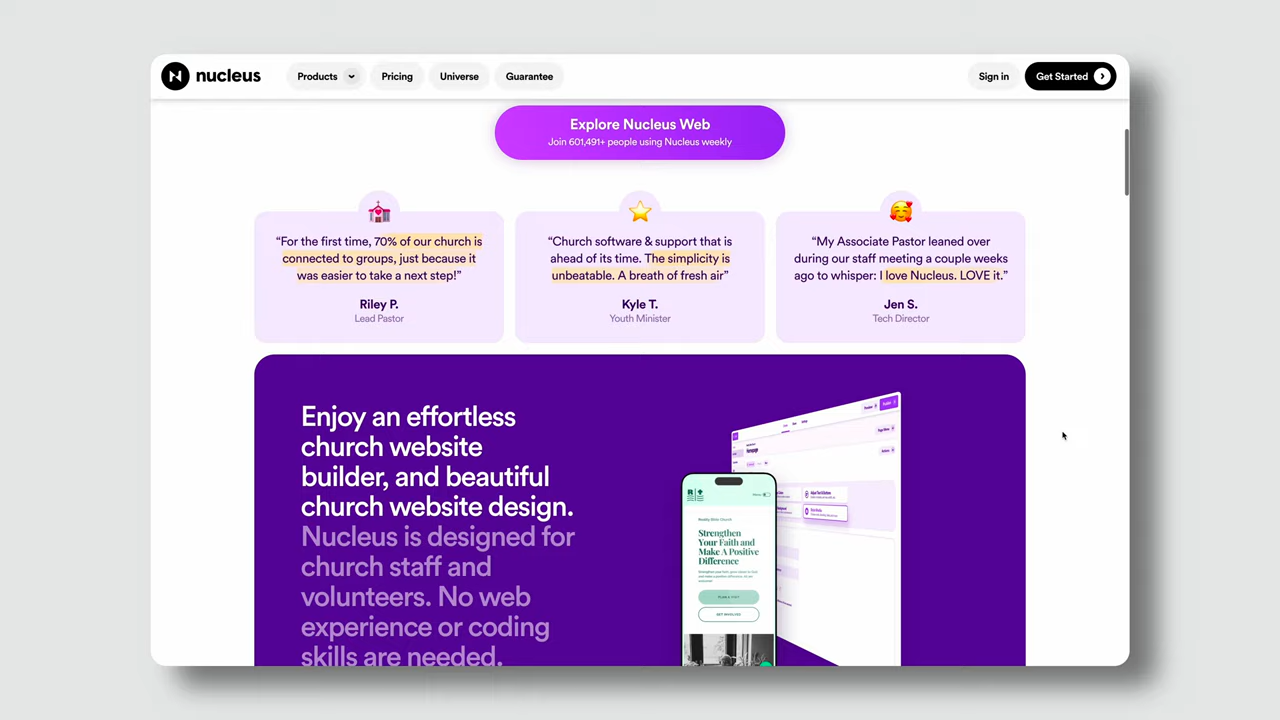 nucleus
Products
Pricing
Universe
Guarantee
Sign in
Get Started
Explore Nucleus Web
Join 601,491+ people using Nucleus weekly
“For the first time, 70% of our church is
connected to groups, just because it
was easier to take a next step!”
Riley P.
Lead Pastor
“Church software & support that is
ahead of its time. The simplicity is
unbeatable. A breath of fresh air”
Kyle T.
Youth Minister
“My Associate Pastor leaned over
during our staff meeting a couple weeks
ago to whisper: I love Nucleus. LOVE it.”
Jen S.
Tech Director
Enjoy an effortless
church website
builder, and beautiful
church website design.
Nucleus is designed for
church staff and
volunteers. No web
experience or coding
skills are needed.
Strengthen
Your Faith and
Make A Positive
Difference
PLAN A VISIT
GET INVOLVED